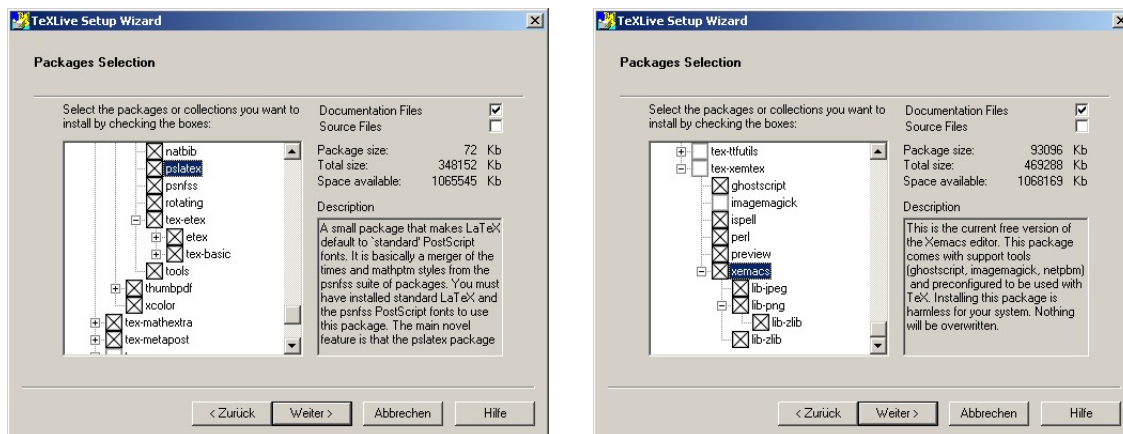 TeXLive Setup Wizard
Packages Selection
Select the packages or collections you want to
install by checking the boxes:
natbib
pslatex
psnfss
rotating
tex-etex
etex
tex-basic
tools
thumbpdf
xcolor
tex-mathextra
tex-metapost
Documentation Files
Source Files
Package size: 72 Kb
Total size: 348152 Kb
Space available: 1065545 Kb
Description
A small package that makes LaTeX
default to `standard' PostScript
fonts. It is basically a merger of the
times and mathptm styles from the
psnfss suite of packages. You must
have installed standard LaTeX and
the psnfss PostScript fonts to use
this package. The main novel
feature is that the pslatex package
< Zurück
Weiter >
Abbrechen
Hilfe
TeXLive Setup Wizard
Packages Selection
Select the packages or collections you want to
install by checking the boxes:
tex-ttfutils
tex-xemtex
ghostscript
imagemagick
ispell
perl
preview
xemacs
lib-jpeg
lib-png
lib-zlib
lib-zlib
Documentation Files
Source Files
Package size: 93096 Kb
Total size: 469288 Kb
Space available: 1068169 Kb
Description
This is the current free version of
the Xemacs editor. This package
comes with support tools
(ghostscript, imagemagick, netpbm)
and preconfigured to be used with
TeX. Installing this package is
harmless for your system. Nothing
will be overwritten.
< Zurück
Weiter >
Abbrechen
Hilfe